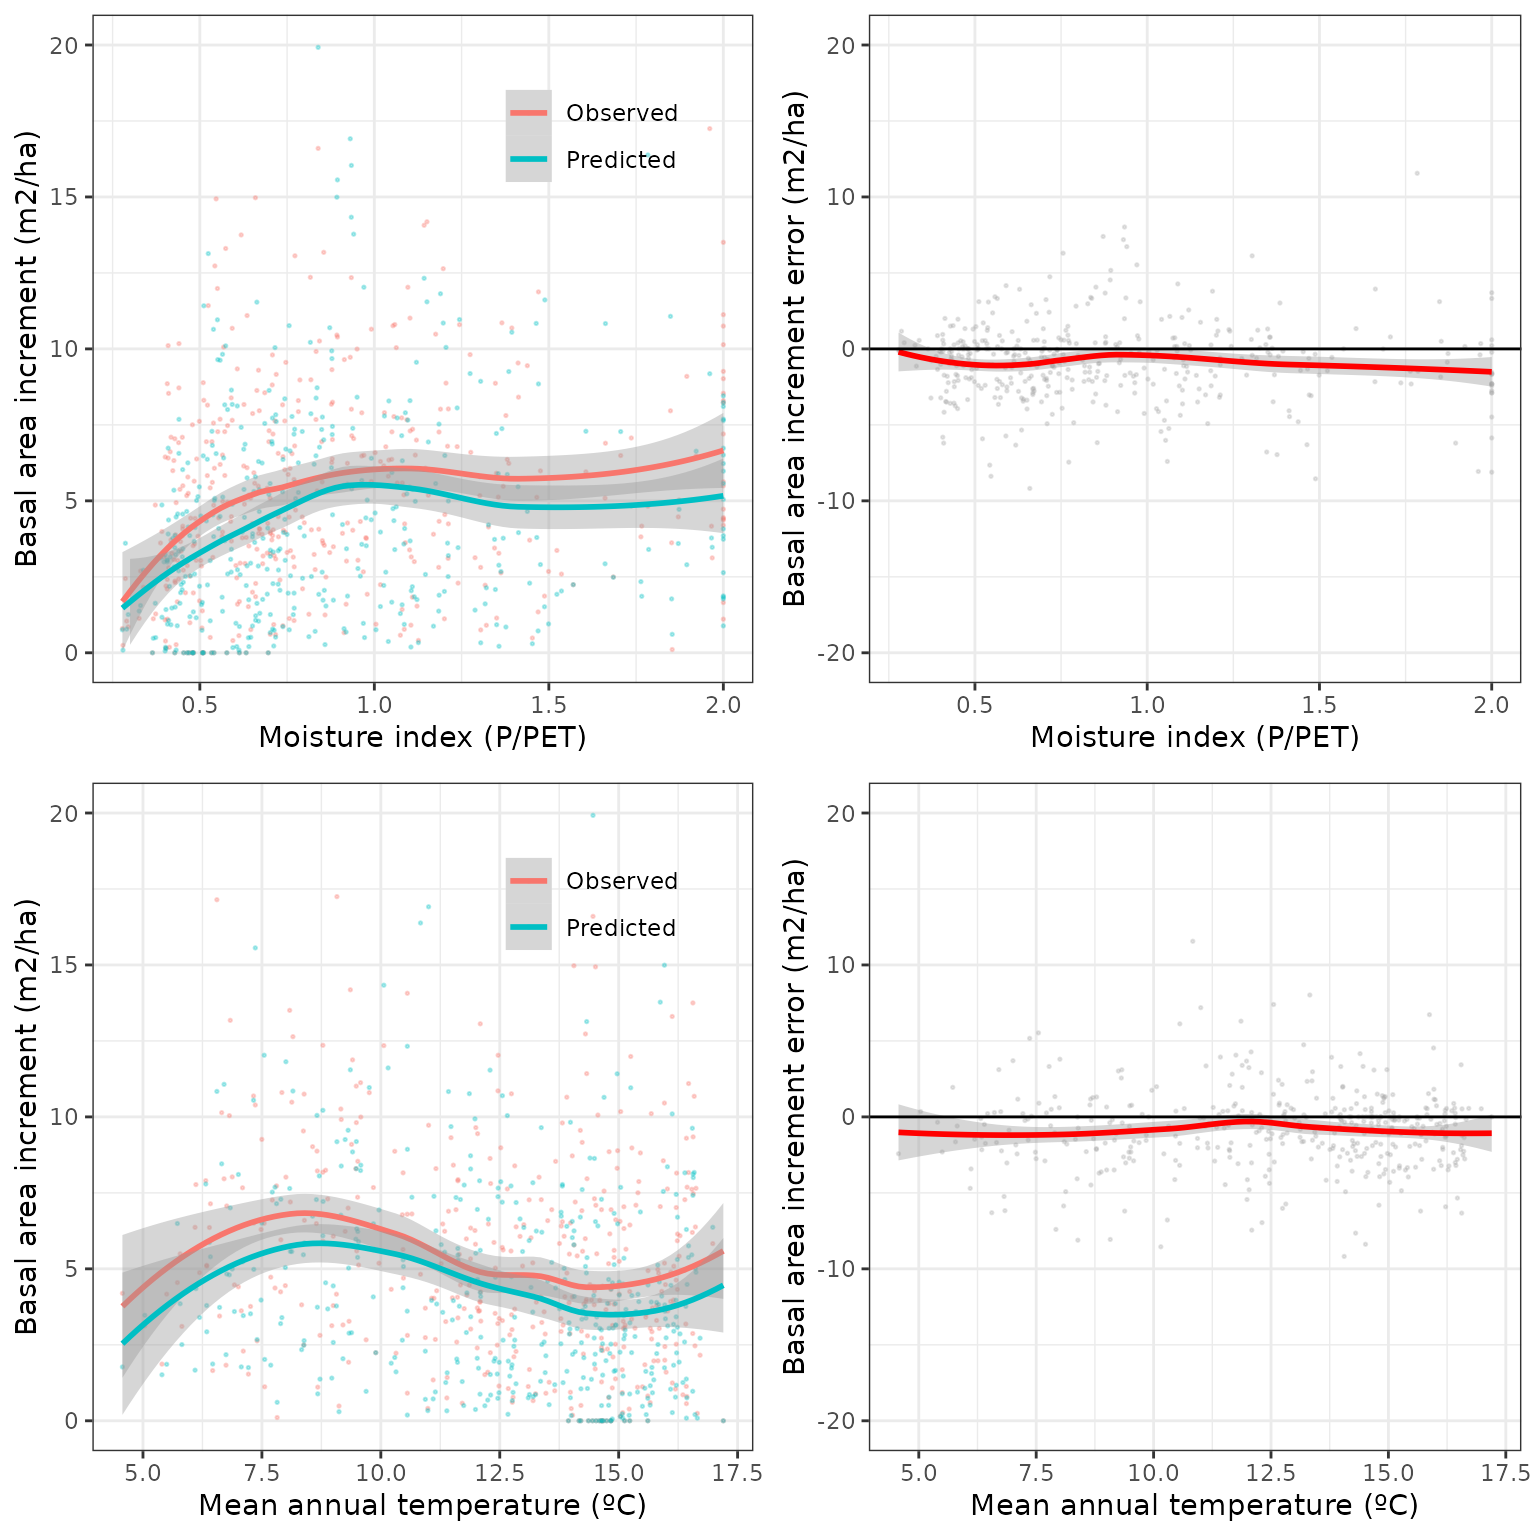 Basal area increment (m2/ha)
20
15
10
5
0
Observed
Predicted
0.5 1.0 1.5 2.0
Moisture index (P/PET)
Basal area increment error (m2/ha)
20
10
0
-10
-20
0.5 1.0 1.5 2.0
Moisture index (P/PET)
Basal area increment (m2/ha)
20
15
10
5
0
Observed
Predicted
5.0 7.5 10.0 12.5 15.0 17.5
Mean annual temperature (ºC)
Basal area increment error (m2/ha)
20
10
0
-10
-20
5.0 7.5 10.0 12.5 15.0 17.5
Mean annual temperature (ºC)